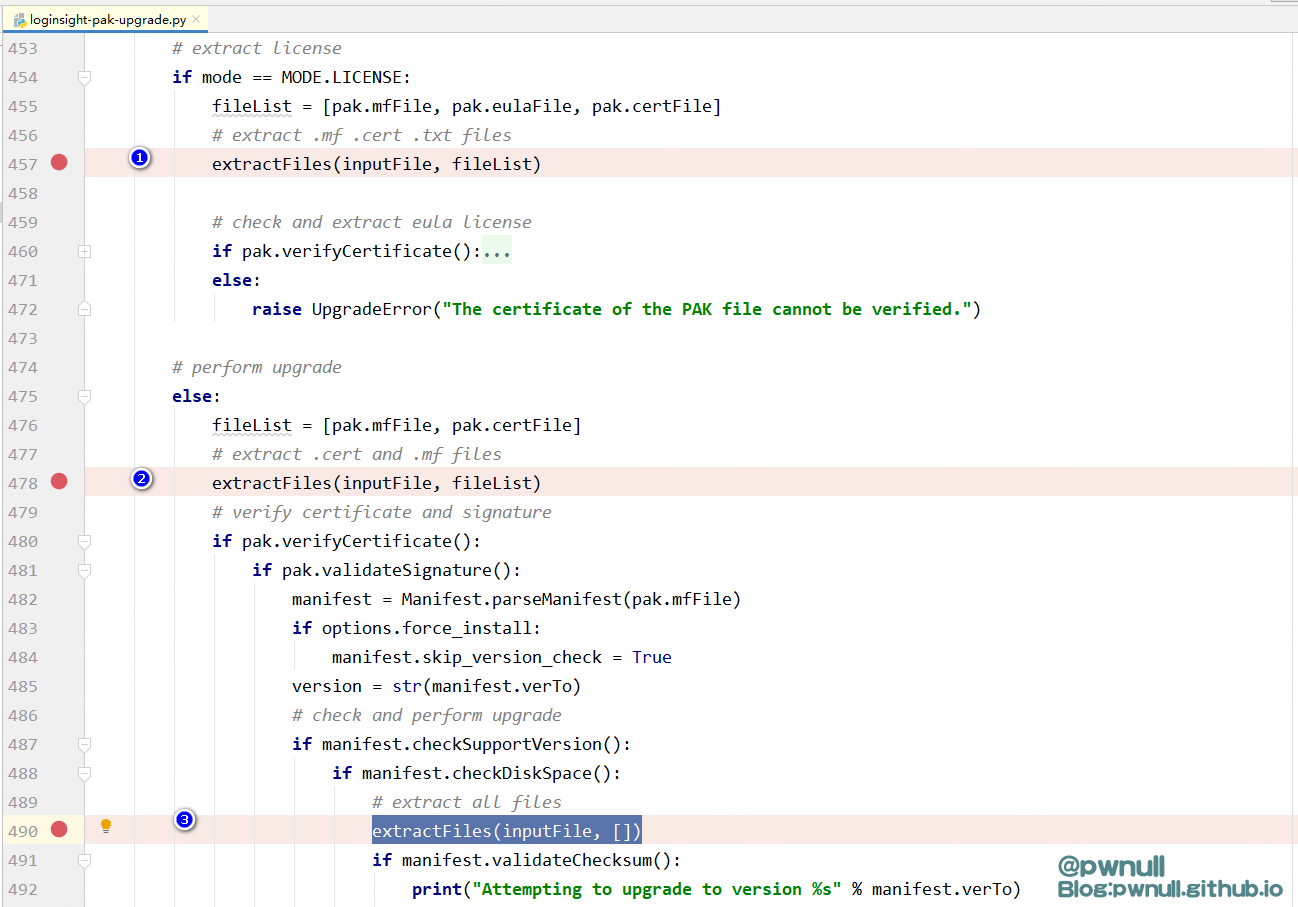 loginsight-pak-upgrade.py
453 # extract license
454 if mode == MODE.LICENSE:
455 fileList = [pak.mfFile, pak.eulaFile, pak.certFile]
456 # extract .mf .cert .txt files
457 1 extractFiles(inputFile, fileList)
458
459 # check and extract eula license
460 if pak.verifyCertificate():...
471 else:
472 raise UpgradeError("The certificate of the PAK file cannot be verified.")
473
474 # perform upgrade
475 else:
476 fileList = [pak.mfFile, pak.certFile]
477 # extract .cert and .mf files
478 2 extractFiles(inputFile, fileList)
479 # verify certificate and signature
480 if pak.verifyCertificate():
481 if pak.validateSignature():
482 manifest = Manifest.parseManifest(pak.mfFile)
483 if options.force_install:
484 manifest.skip_version_check = True
485 version = str(manifest.verTo)
486 # check and perform upgrade
487 if manifest.checkSupportVersion():
488 if manifest.checkDiskSpace():
489 # extract all files
490 3 extractFiles(inputFile, [])
491 if manifest.validateChecksum():
492 print("Attempting to upgrade to version %s" % manifest.verTo)
@pwnull
Blog:pwnull.github.io